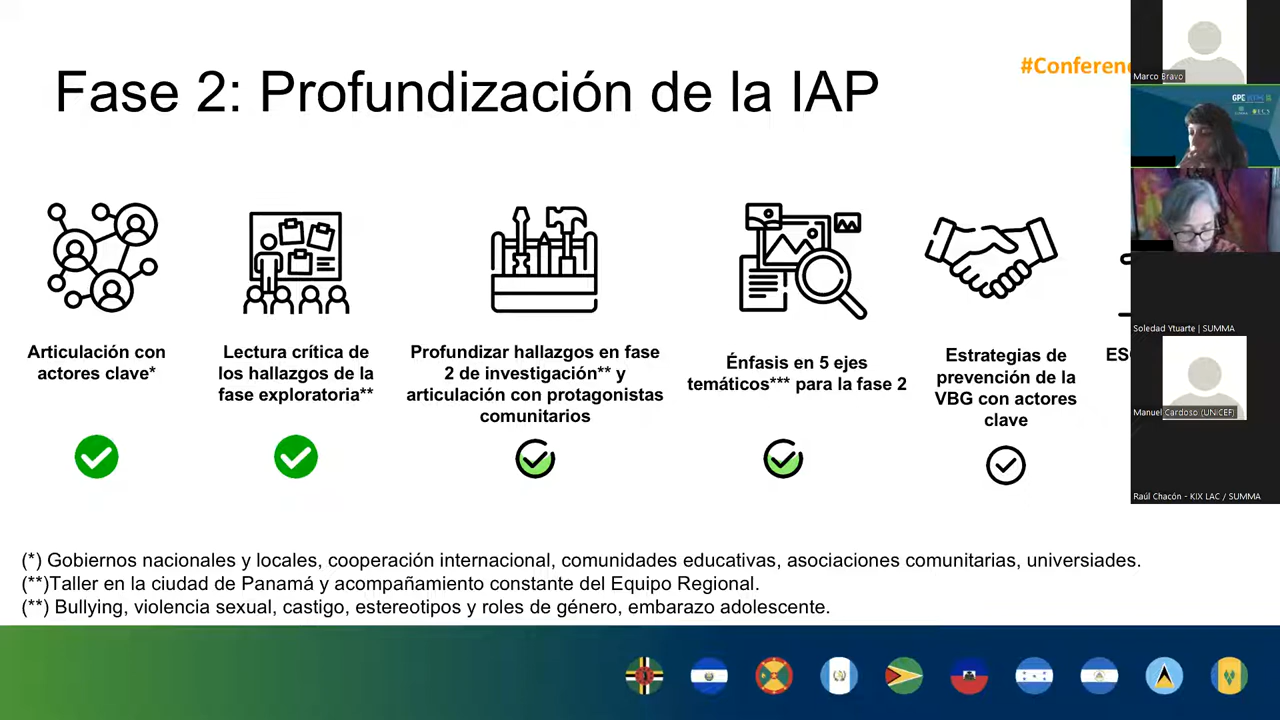 #Conferen
Fase 2: Profundización de la IAP
Marco Bravo
GPE
Articulación con
actores clave*
Lectura crítica de
los hallazgos de la
fase exploratoria**
Profundizar hallazgos en fase
2 de investigación** y
articulación con protagonistas
comunitarios
Énfasis en 5 ejes
temáticos*** para la fase 2
Estrategias de
prevención de la
VBG con actores
clave
Soledad Ytuarte | SUMMA
Manuel Cardoso (UNICEF)
Raúl Chacón - KIX LAC / SUMMA
(*) Gobiernos nacionales y locales, cooperación internacional, comunidades educativas, asociaciones comunitarias, universiades.
(**)Taller en la ciudad de Panamá y acompañamiento constante del Equipo Regional.
(**) Bullying, violencia sexual, castigo, estereotipos y roles de género, embarazo adolescente.